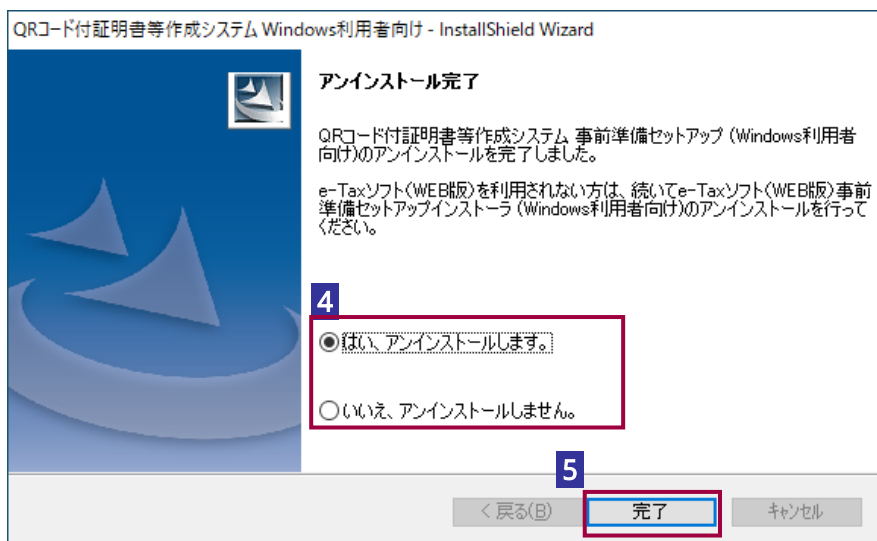 QRコード付証明書等作成システム Windows利用者向け - InstallShield Wizard
アンインストール完了
QRコード付証明書等作成システム 事前準備セットアップ (Windows利用者
向け)のアンインストールを完了しました。
e-Taxソフト(WEB版)を利用されない方は、続いてe-Taxソフト(WEB版)事前
準備セットアップインストーラ (Windows利用者向け)のアンインストールを行って
ください。
4
はい、アンインストールします。
いいえ、アンインストールしません。
5
< 戻る(B) 完了 キャンセル